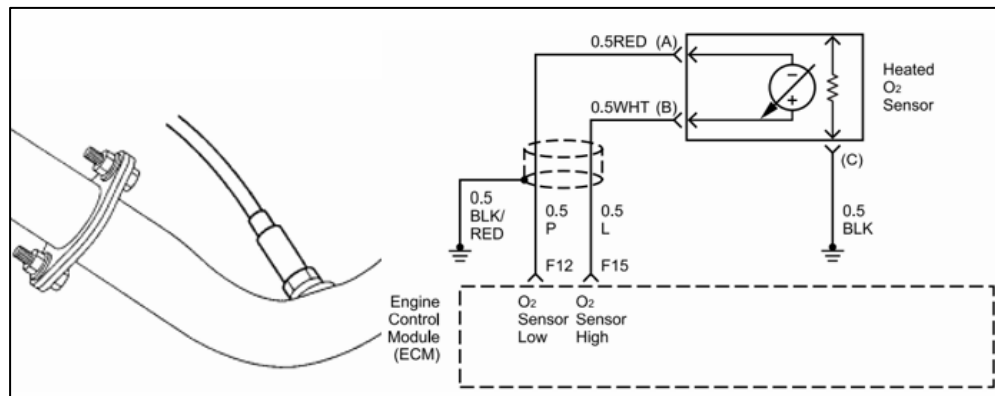 0.5RED (A)
0.5WHT (B)
Heated
O2
Sensor
(C)
0.5
BLK/
RED
0.5
P
0.5
L
0.5
BLK
F12
F15
Engine
Control
Module
(ECM)
O2
Sensor
Low
O2
Sensor
High